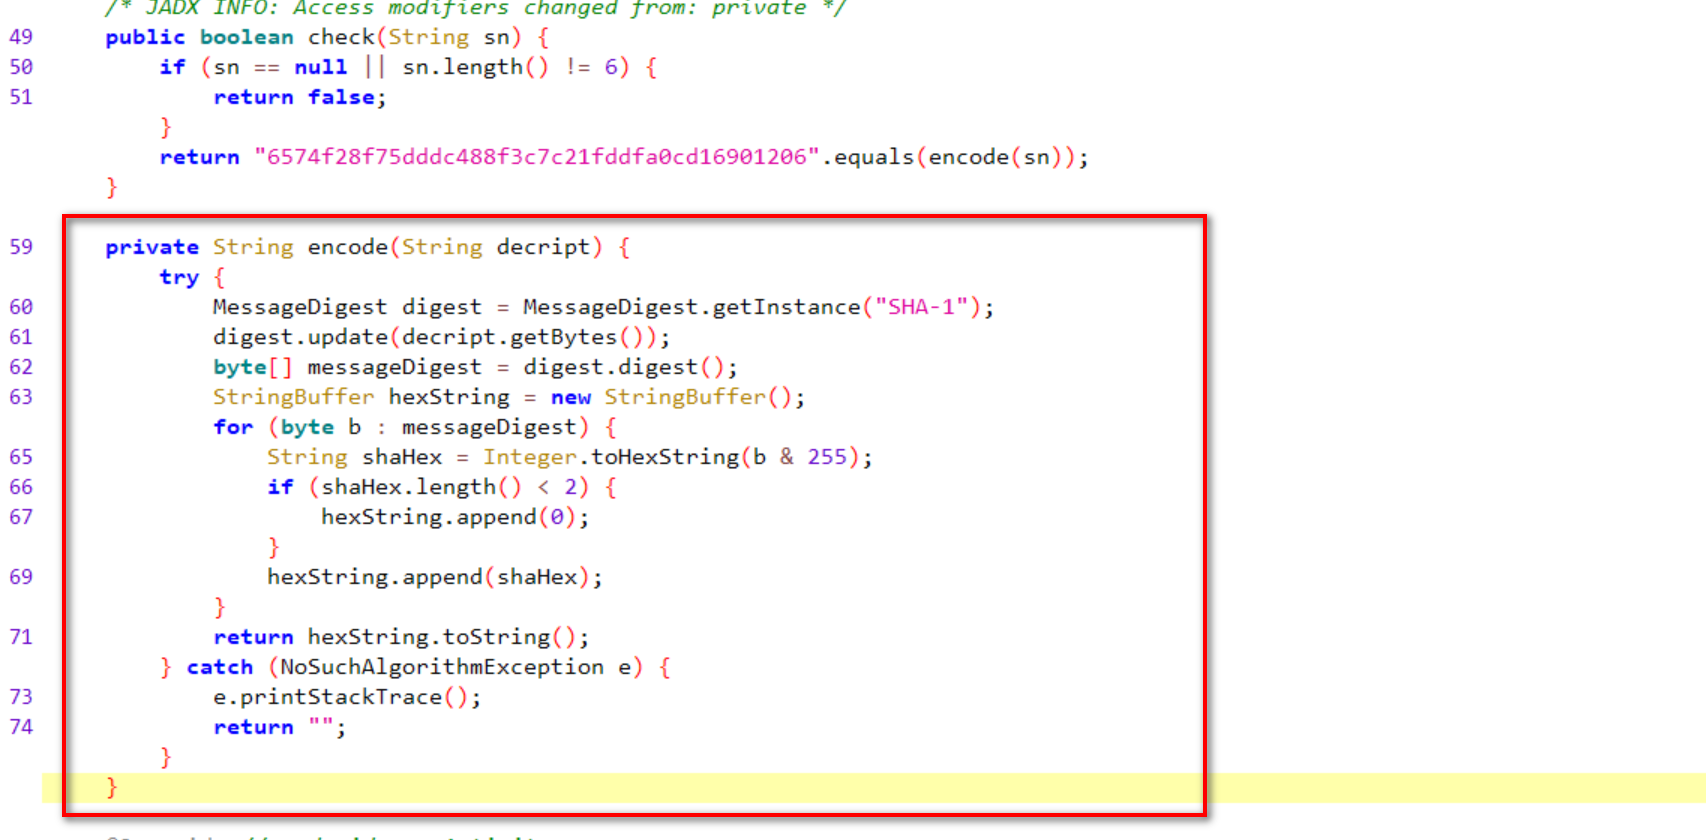 /* JADX INFO: Access modifiers changed from: private */
49 public boolean check(String sn) {
50 if (sn == null || sn.length() != 6) {
51 return false;
}
return "6574f28f75dddc488f3c7c21fddfa0cd16901206".equals(encode(sn));
}
59 private String encode(String decript) {
try {
60 MessageDigest digest = MessageDigest.getInstance("SHA-1");
61 digest.update(decript.getBytes());
62 byte[] messageDigest = digest.digest();
63 StringBuffer hexString = new StringBuffer();
for (byte b : messageDigest) {
65 String shaHex = Integer.toHexString(b & 255);
66 if (shaHex.length() < 2) {
67 hexString.append(0);
}
69 hexString.append(shaHex);
}
71 return hexString.toString();
} catch (NoSuchAlgorithmException e) {
73 e.printStackTrace();
74 return "";
}
}